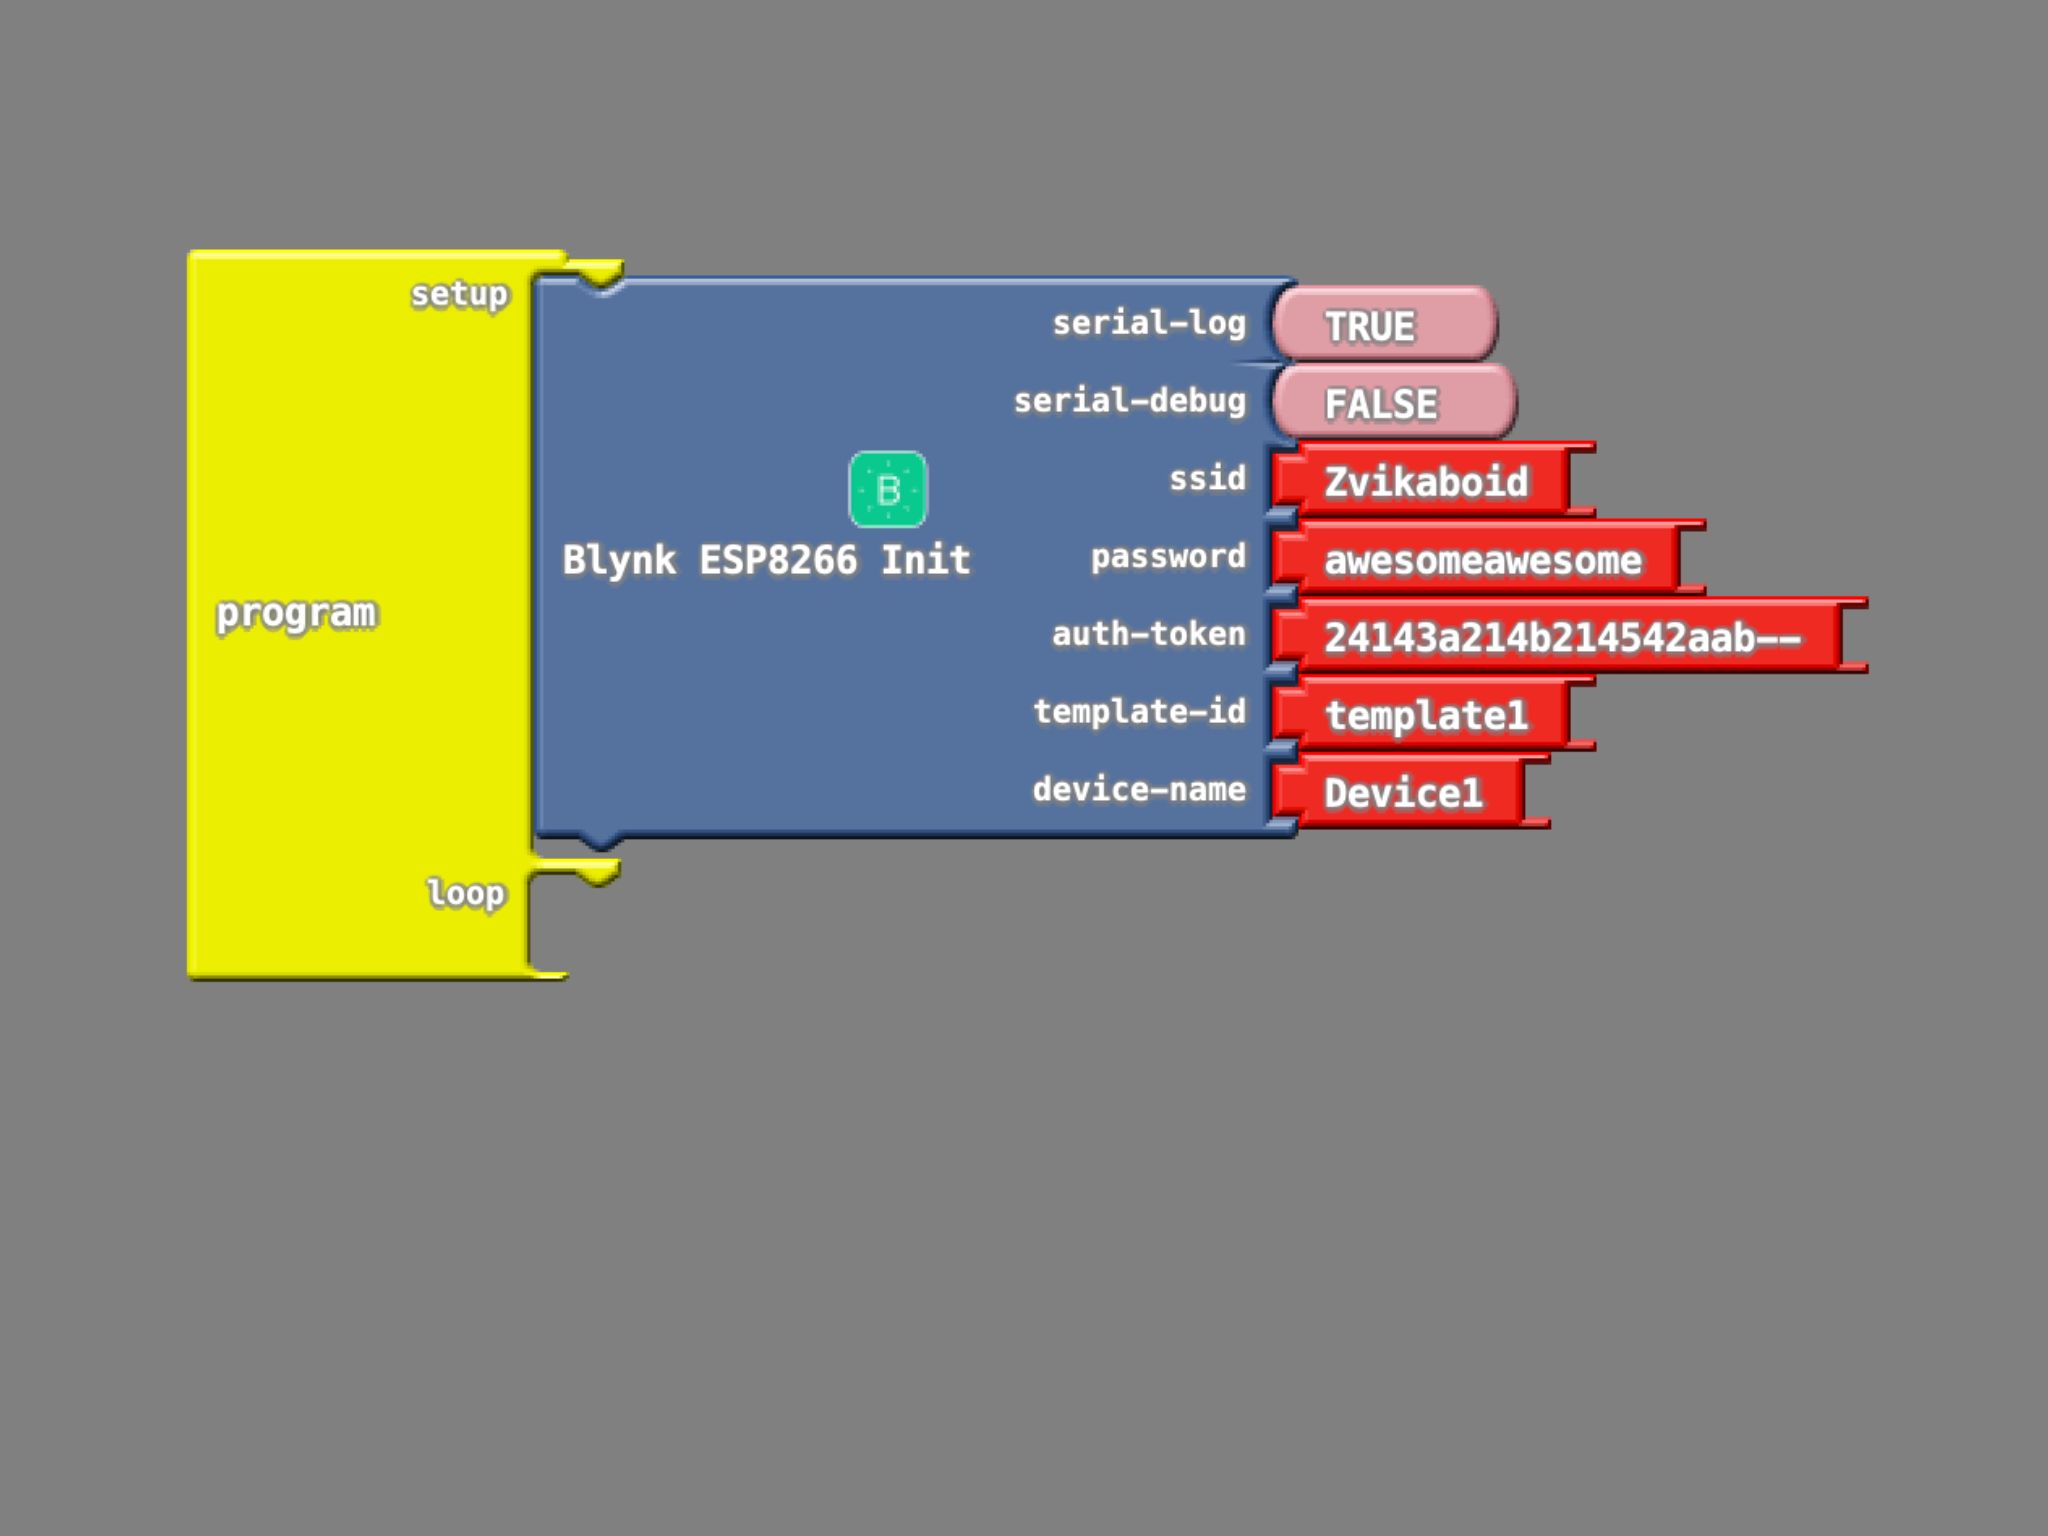 setup
serial-log TRUE
serial-debug FALSE
B
ssid Zvikaboid
Blynk ESP8266 Init
password awesomeawesome
program
auth-token 24143a214b214542aab--
template-id template1
device-name Device1
loop